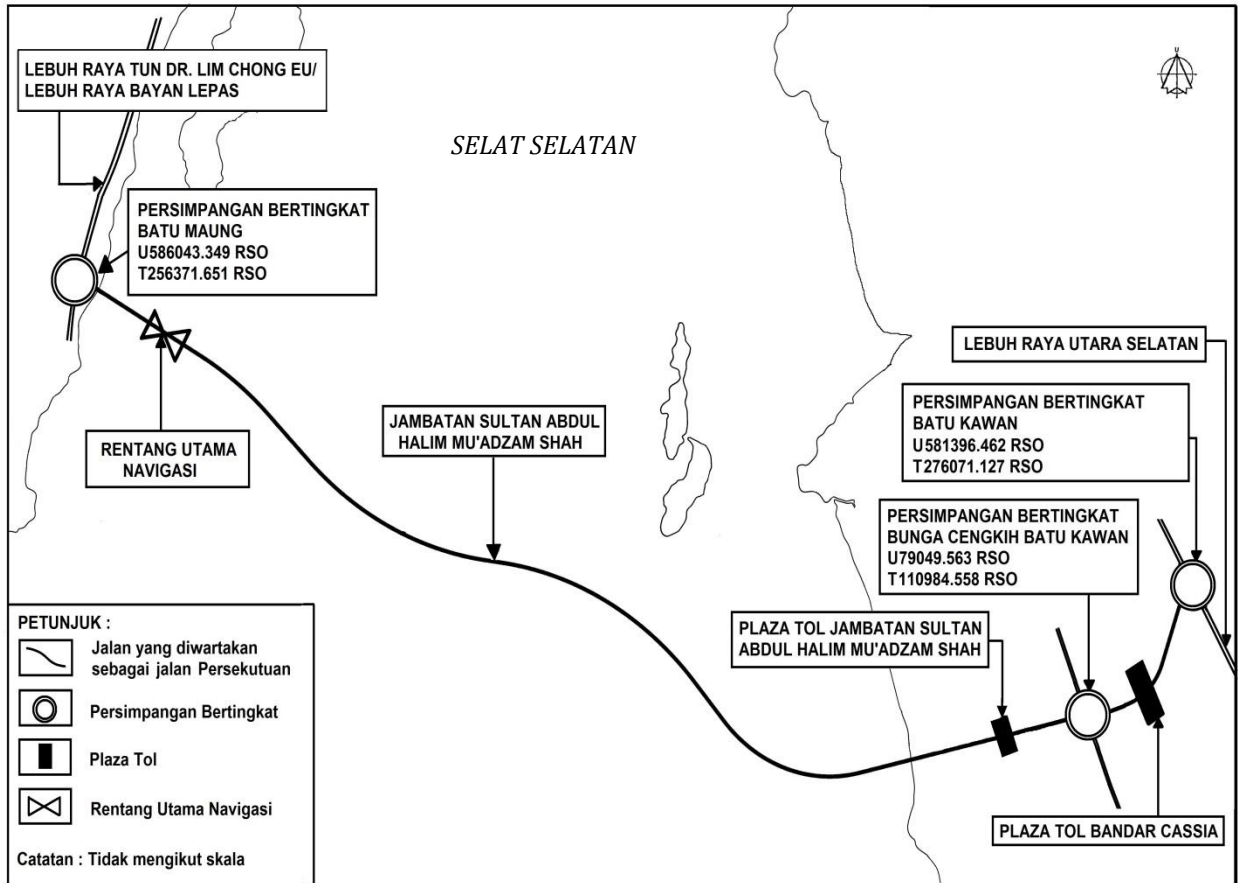 LEBUH RAYA TUN DR. LIM CHONG EU/
LEBUH RAYA BAYAN LEPAS
SELAT SELATAN
U
PERSIMPANGAN BERTINGKAT
BATU MAUNG
U586043.349 RSO
T256371.651 RSO
LEBUH RAYA UTARA SELATAN
RENTANG UTAMA
NAVIGASI
JAMBATAN SULTAN ABDUL
HALIM MU'ADZAM SHAH
PERSIMPANGAN BERTINGKAT
BATU KAWAN
U581396.462 RSO
T276071.127 RSO
PERSIMPANGAN BERTINGKAT
BUNGA CENGKIH BATU KAWAN
U79049.563 RSO
T110984.558 RSO
PLAZA TOL JAMBATAN SULTAN
ABDUL HALIM MU'ADZAM SHAH
PLAZA TOL BANDAR CASSIA
PETUNJUK :
Jalan yang diwartakan
sebagai jalan Persekutuan
Persimpangan Bertingkat
Plaza Tol
Rentang Utama Navigasi
Catatan : Tidak mengikut skala